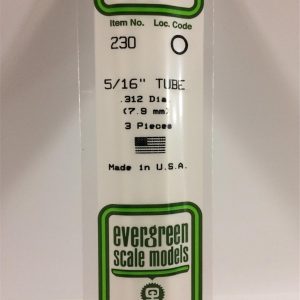 Item No. Loc. Code
230
5/16" TUBE
.312 Dia.
(7.9 mm)
3 Pieces
Made in U.S.A.
evergreen
scale models